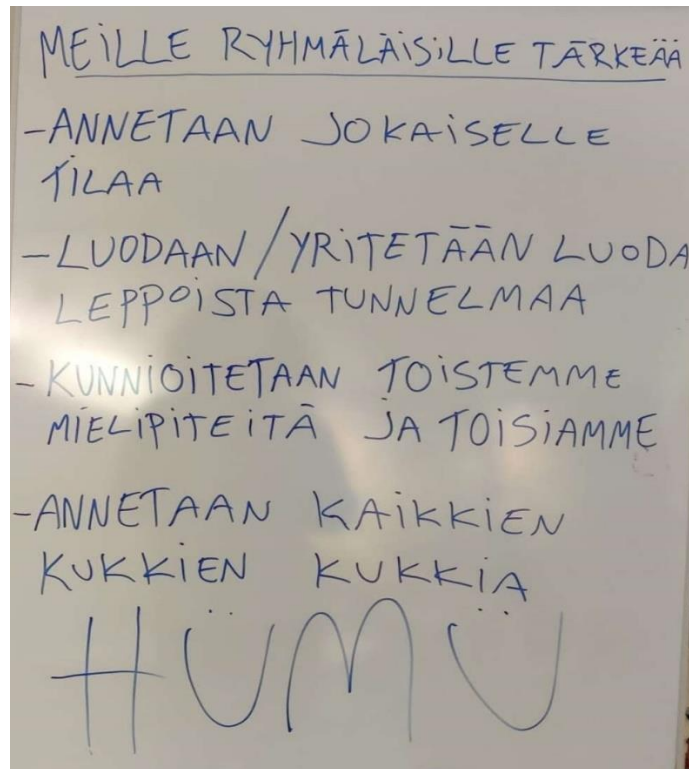 MEILLE RYHMÄLÄISILLE TÄRKEÄÄ
-ANNETAAN JOKAISELLE
TILAA
-LUODAAN/YRITETÄÄN LUODA
LEPPOISTA TUNNELMAA
-KUNNIOITETAAN TOISTEMME
MIELIPITEITÄ JA TOISIAMME
-ANNETAAN KAIKKIEN
KUKKIEN KUKKIA
HÜMÜ